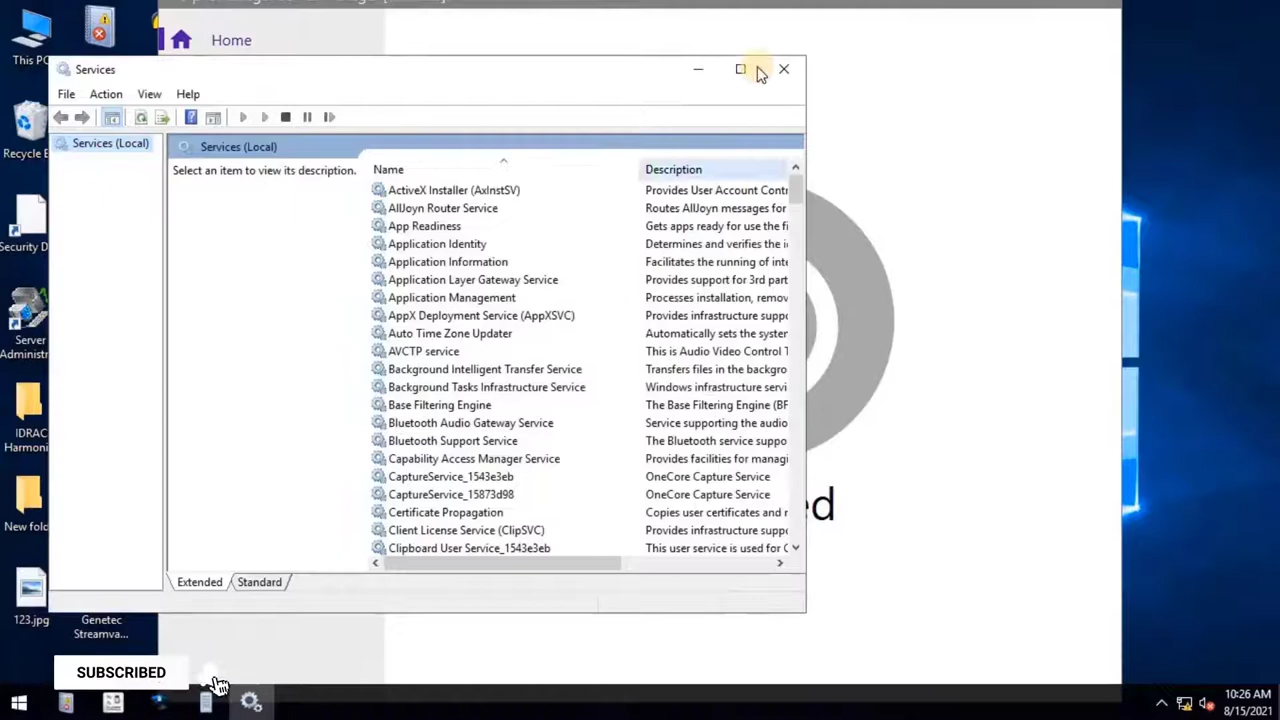 This PC
Home
Services
File Action View Help
Services (Local)
Services (Local)
Select an item to view its description.
Name Description
ActiveX Installer (AxInstSV) Provides User Account Contr
AllJoyn Router Service Routes AllJoyn messages for
App Readiness Gets apps ready for use the fi
Application Identity Determines and verifies the i
Application Information Facilitates the running of inte
Application Layer Gateway Service Provides support for 3rd part
Application Management Processes installation, remov
AppX Deployment Service (AppXSVC) Provides infrastructure suppo
Auto Time Zone Updater Automatically sets the system
AVCTP service This is Audio Video Control T
Background Intelligent Transfer Service Transfers files in the backgro
Background Tasks Infrastructure Service Windows infrastructure servi
Base Filtering Engine The Base Filtering Engine (BF
Bluetooth Audio Gateway Service Service supporting the audio
Bluetooth Support Service The Bluetooth service suppo
Capability Access Manager Service Provides facilities for managi
CaptureService_1543e3eb OneCore Capture Service
CaptureService_15873d98 OneCore Capture Service
Certificate Propagation Copies user certificates and r
Client License Service (ClipSVC) Provides infrastructure suppo
Clipboard User Service_1543e3eb This user service is used for C
Extended Standard
Recycle B
Security D
Server
Administr
IDRAC
Harmoni
New fold
123.jpg
Genetec
Streamva...
ed
SUBSCRIBED
10:26 AM
8/15/2021